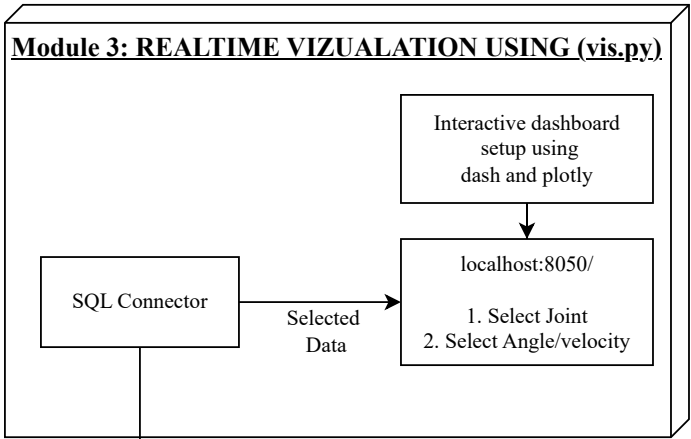 Module 3: REALTIME VIZUALATION USING (vis.py)
Interactive dashboard
setup using
dash and plotly
localhost:8050/
1. Select Joint
2. Select Angle/velocity
SQL Connector
Selected
Data